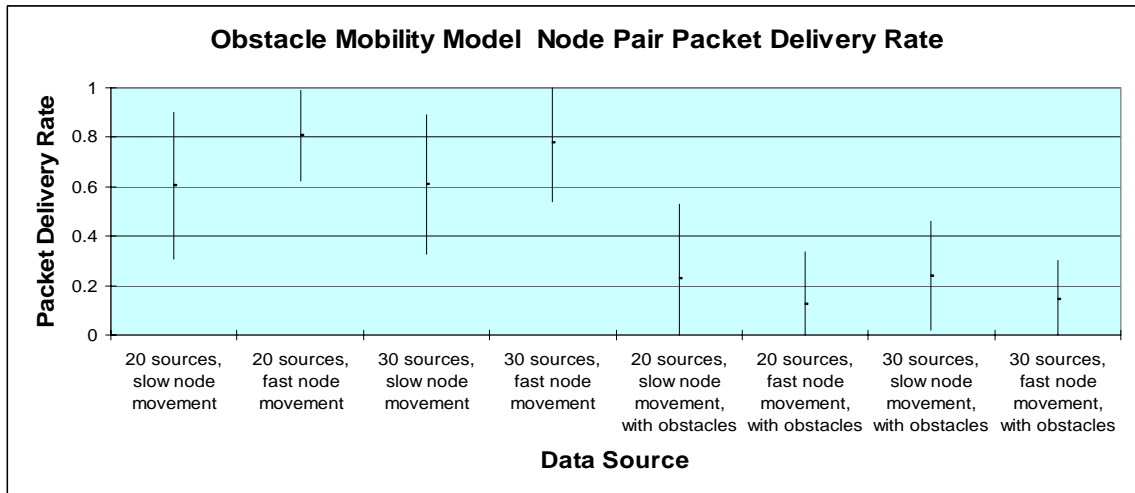 Obstacle Mobility Model Node Pair Packet Delivery Rate
Packet Delivery Rate
1
0.8
0.6
0.4
0.2
0
20 sources,
slow node
movement
20 sources,
fast node
movement
30 sources,
slow node
movement
30 sources,
fast node
movement
20 sources,
slow node
movement,
with obstacles
20 sources,
fast node
movement,
with obstacles
30 sources,
slow node
movement,
with obstacles
30 sources,
fast node
movement,
with obstacles
Data Source